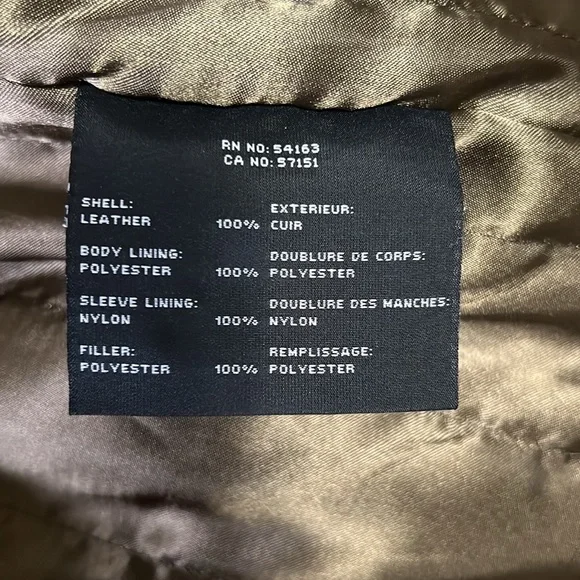 RN NO: 54163
CA NO: 57151
SHELL: EXTERIEUR:
LEATHER 100% CUIR
BODY LINING: DOUBLURE DE CORPS:
POLYESTER 100% POLYESTER
SLEEVE LINING: DOUBLURE DES MANCHES:
NYLON 100% NYLON
FILLER: REMPLISSAGE:
POLYESTER 100% POLYESTER